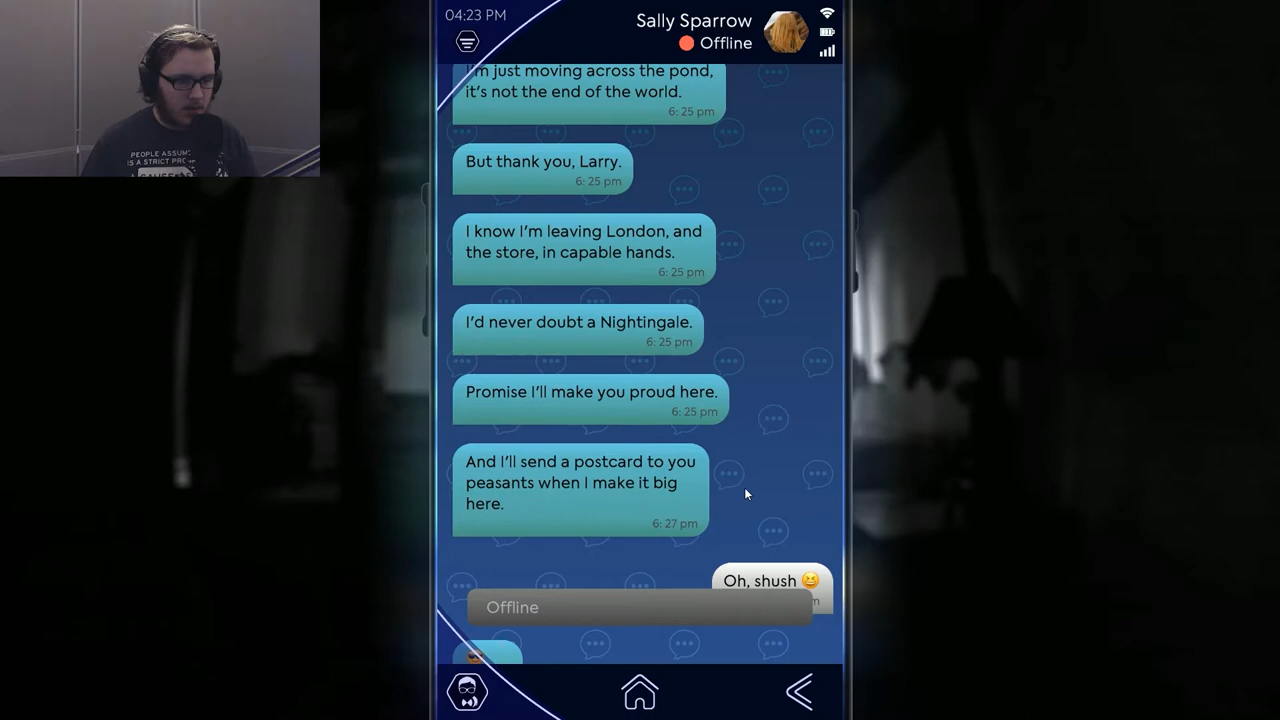 04:23 PM
Sally Sparrow
Offline
I'm just moving across the pond,
it's not the end of the world.
6: 25 pm
But thank you, Larry.
6: 25 pm
I know I'm leaving London, and
the store, in capable hands.
6: 25 pm
I'd never doubt a Nightingale.
6: 25 pm
Promise I'll make you proud here.
6: 25 pm
And I'll send a postcard to you
peasants when I make it big
here.
6: 27 pm
Oh, shush 😆
Offline
PEOPLE ASSUM
IS A STRICT PRO